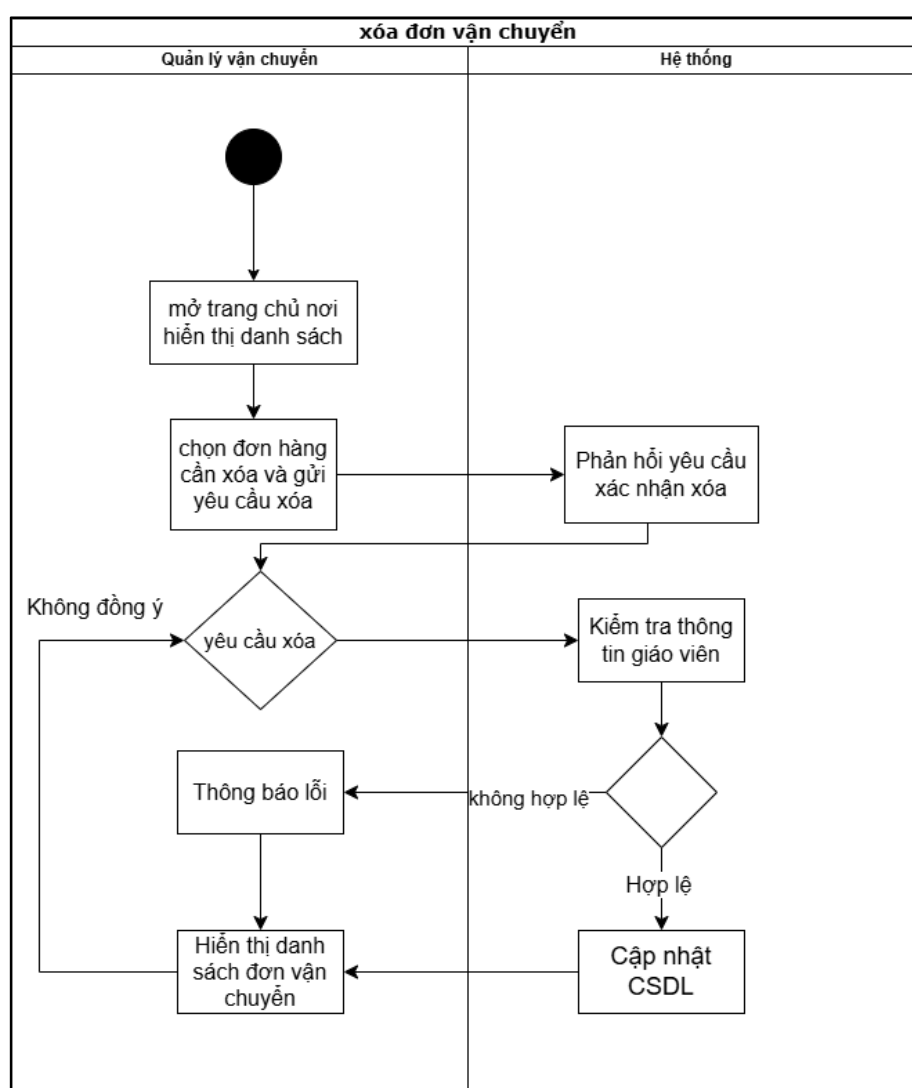 xóa đơn vận chuyển
Quản lý vận chuyển
Hệ thống
mở trang chủ nơi
hiển thị danh sách
chọn đơn hàng
cần xóa và gửi
yêu cầu xóa
Phản hồi yêu cầu
xác nhận xóa
Không đồng ý
yêu cầu xóa
Kiểm tra thông
tin giáo viên
Thông báo lỗi
không hợp lệ
Hợp lệ
Hiển thị danh
sách đơn vận
chuyển
Cập nhật
CSDL